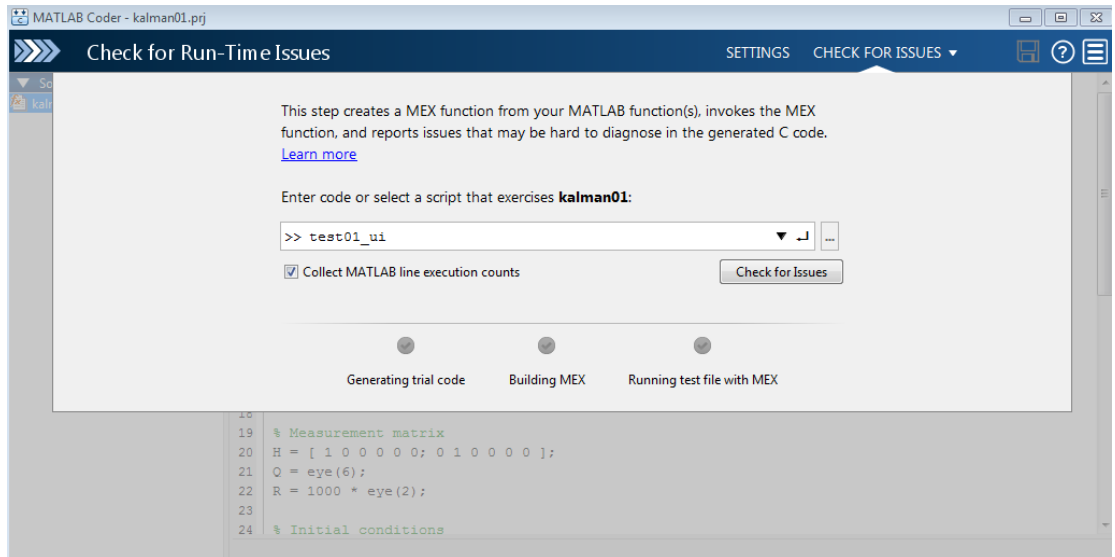 MATLAB Coder - kalman01.prj
Check for Run-Time Issues
SETTINGS
CHECK FOR ISSUES ▼
So
kalr
This step creates a MEX function from your MATLAB function(s), invokes the MEX
function, and reports issues that may be hard to diagnose in the generated C code.
Learn more
Enter code or select a script that exercises kalman01:
>> test01_ui
...
Collect MATLAB line execution counts
Check for Issues
Generating trial code
Building MEX
Running test file with MEX
18
19 % Measurement matrix
20 H = [ 1 0 0 0 0 0; 0 1 0 0 0 0 ];
21 Q = eye(6);
22 R = 1000 * eye(2);
23
24 % Initial conditions